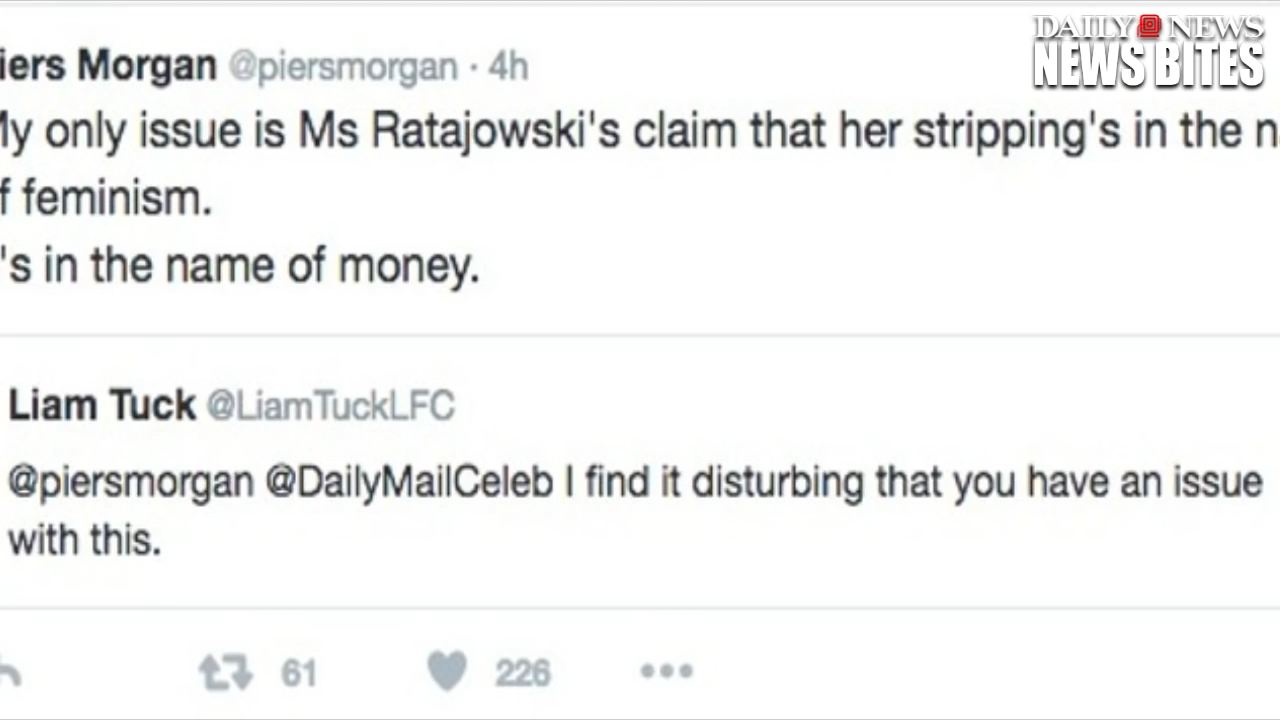 DAILY NEWS
NEWS BITES
iers Morgan @piersmorgan · 4h
My only issue is Ms Ratajowski's claim that her stripping's in the n
f feminism.
's in the name of money.
Liam Tuck @LiamTuckLFC
@piersmorgan @DailyMailCeleb I find it disturbing that you have an issue
with this.
61 226